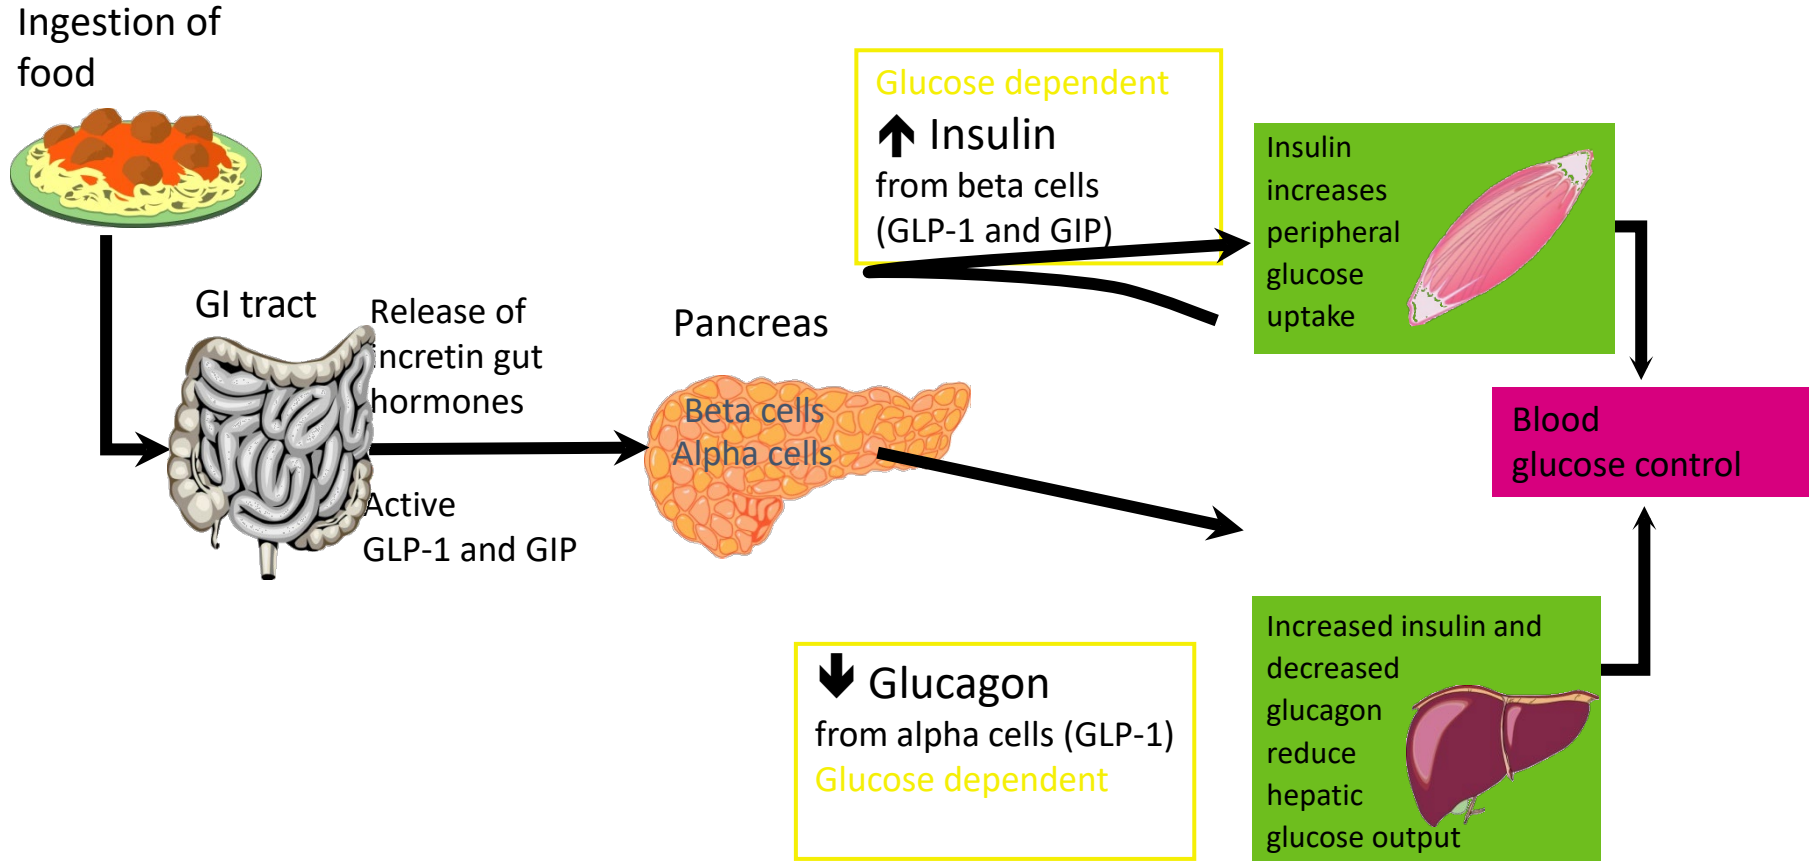 Ingestion of
food
GI tract
Release of
incretin gut
hormones
Active
GLP-1 and GIP
Pancreas
Beta cells
Alpha cells
Glucose dependent
Insulin
from beta cells
(GLP-1 and GIP)
Glucagon
from alpha cells (GLP-1)
Glucose dependent
Insulin
increases
peripheral
glucose
uptake
Increased insulin and
decreased
glucagon
reduce
hepatic
glucose output
Blood
glucose control